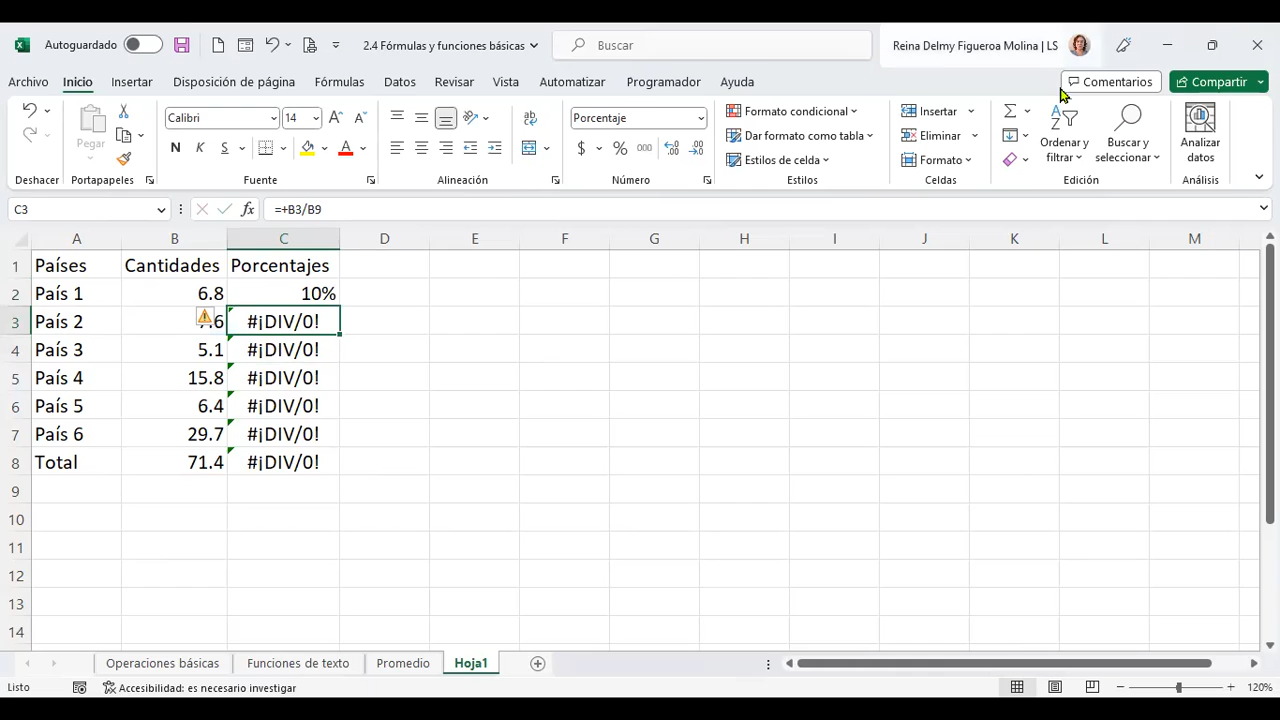 Autoguardado 2.4 Fórmulas y funciones básicas Buscar Reina Delmy Figueroa Molina | LS
Archivo Inicio Insertar Disposición de página Fórmulas Datos Revisar Vista Automatizar Programador Ayuda Comentarios Compartir
Pegar
Calibri 14
N K S
Porcentaje
$ % 000
Formato condicional
Dar formato como tabla
Estilos de celda
Insertar
Eliminar
Formato
Ordenar y
filtrar
Buscar y
seleccionar
Analizar
datos
Deshacer Portapapeles Fuente Alineación Número Estilos Celdas Edición Análisis
C3 fx =+B3/B9
A B C D E F G H I J K L M
1 Países Cantidades Porcentajes
2 País 1 6.8 10%
3 País 2 .6 #¡DIV/0!
4 País 3 5.1 #¡DIV/0!
5 País 4 15.8 #¡DIV/0!
6 País 5 6.4 #¡DIV/0!
7 País 6 29.7 #¡DIV/0!
8 Total 71.4 #¡DIV/0!
9
10
11
12
13
14
Operaciones básicas Funciones de texto Promedio Hoja1
Listo Accesibilidad: es necesario investigar 120%